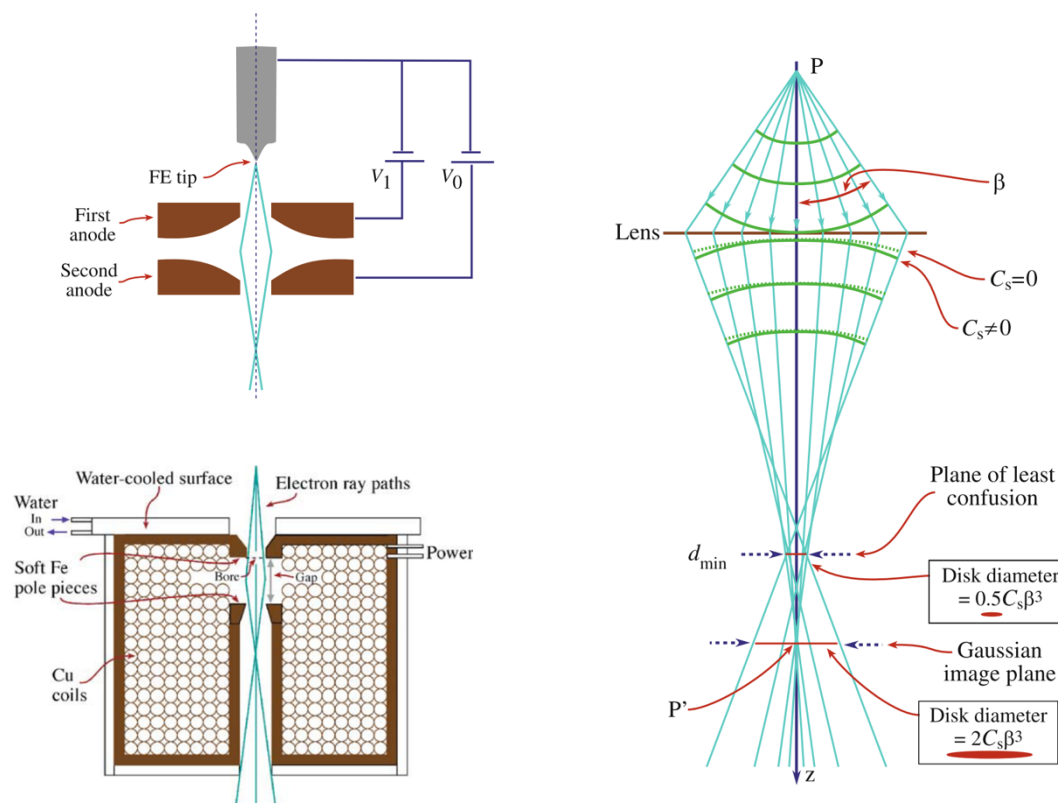 FE tip
V1
V0
First
anode
Second
anode
Water-cooled surface
Electron ray paths
Water
In
Out
Power
Soft Fe
pole pieces
Bore
Gap
Cu
coils
P
β
Lens
Cs=0
Cs≠0
Plane of least
confusion
dmin
Disk diameter
= 0.5Csβ³
Gaussian
image plane
P'
Disk diameter
= 2Csβ³
z